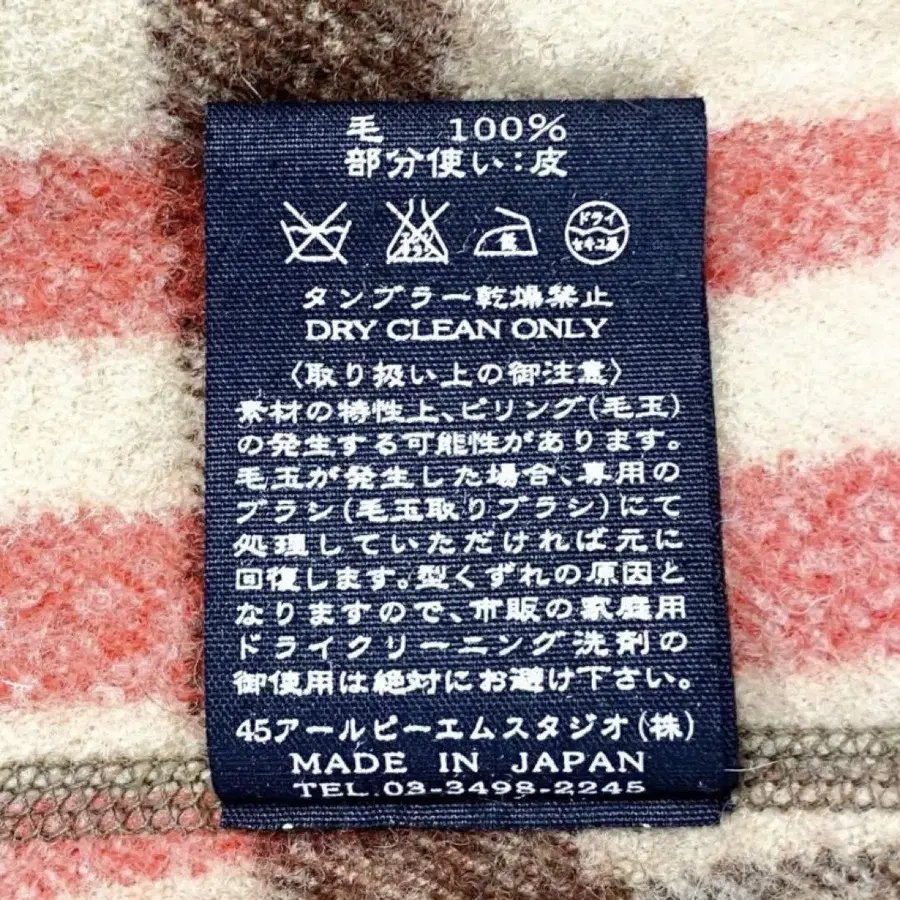 毛 100%
部分使い:皮
ドライ
セキユ系
タンブラー乾燥禁止
DRY CLEAN ONLY
〈取り扱い上の御注意〉
素材の特性上、ピリング(毛玉)
の発生する可能性があります。
毛玉が発生した場合、専用の
ブラシ(毛玉取りブラシ)にて
処理していただければ元に
回復します。型くずれの原因と
なりますので、市販の家庭用
ドライクリーニング洗剤の
御使用は絶対にお避け下さい。
45アールピーエムスタジオ(株)
MADE IN JAPAN
TEL.03-3498-2245